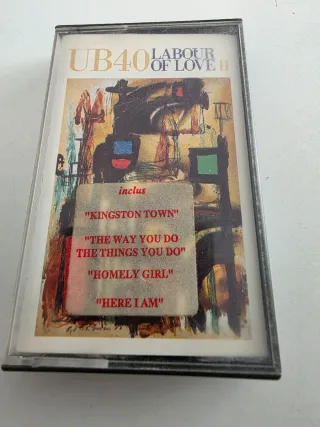 UB40 LABOUR
OF LOVE II
inclus
"KINGSTON TOWN"
"THE WAY YOU DO
THE THINGS YOU DO"
"HOMELY GIRL"
"HERE I AM"